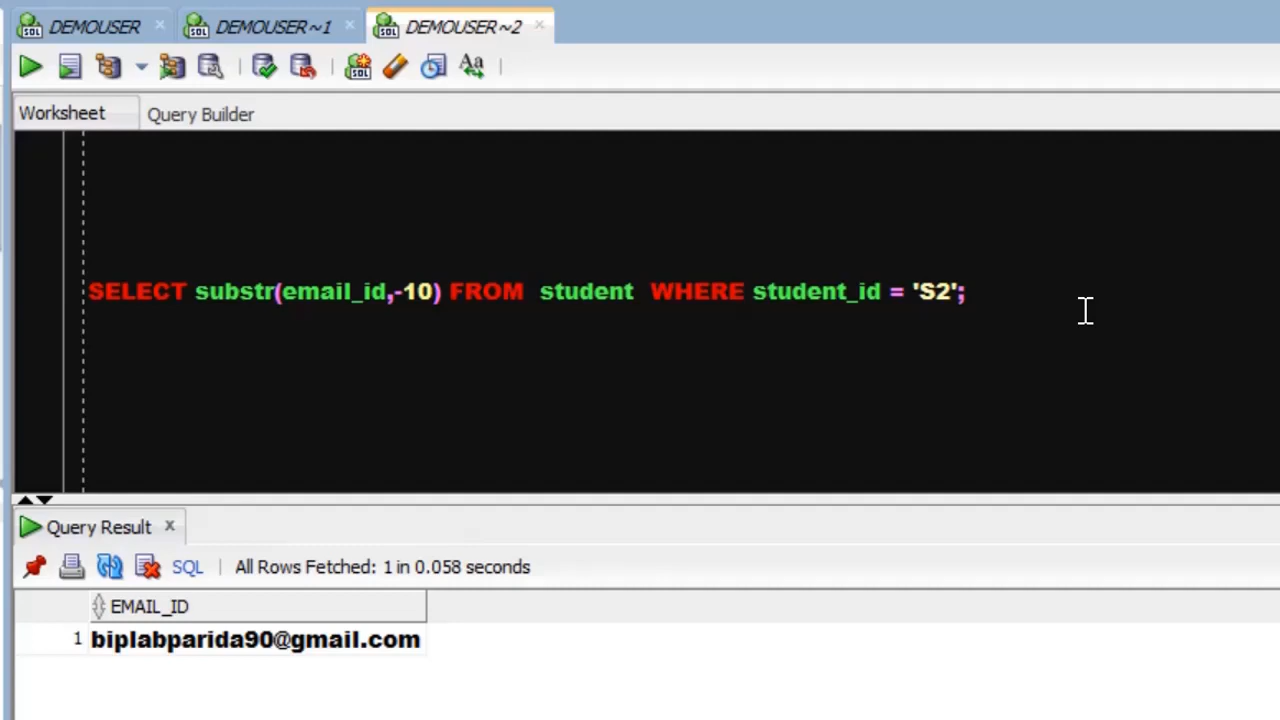 DEMOUSER DEMOUSER~1 DEMOUSER~2
Worksheet Query Builder
SELECT substr(email_id,-10) FROM student WHERE student_id = 'S2';
Query Result
SQL All Rows Fetched: 1 in 0.058 seconds
EMAIL_ID
1 biplabparida90@gmail.com